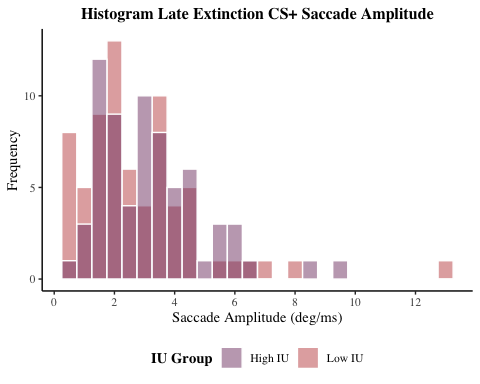 Histogram Late Extinction CS+ Saccade Amplitude
Frequency
10
5
0
0 2 4 6 8 10 12
Saccade Amplitude (deg/ms)
IU Group High IU Low IU